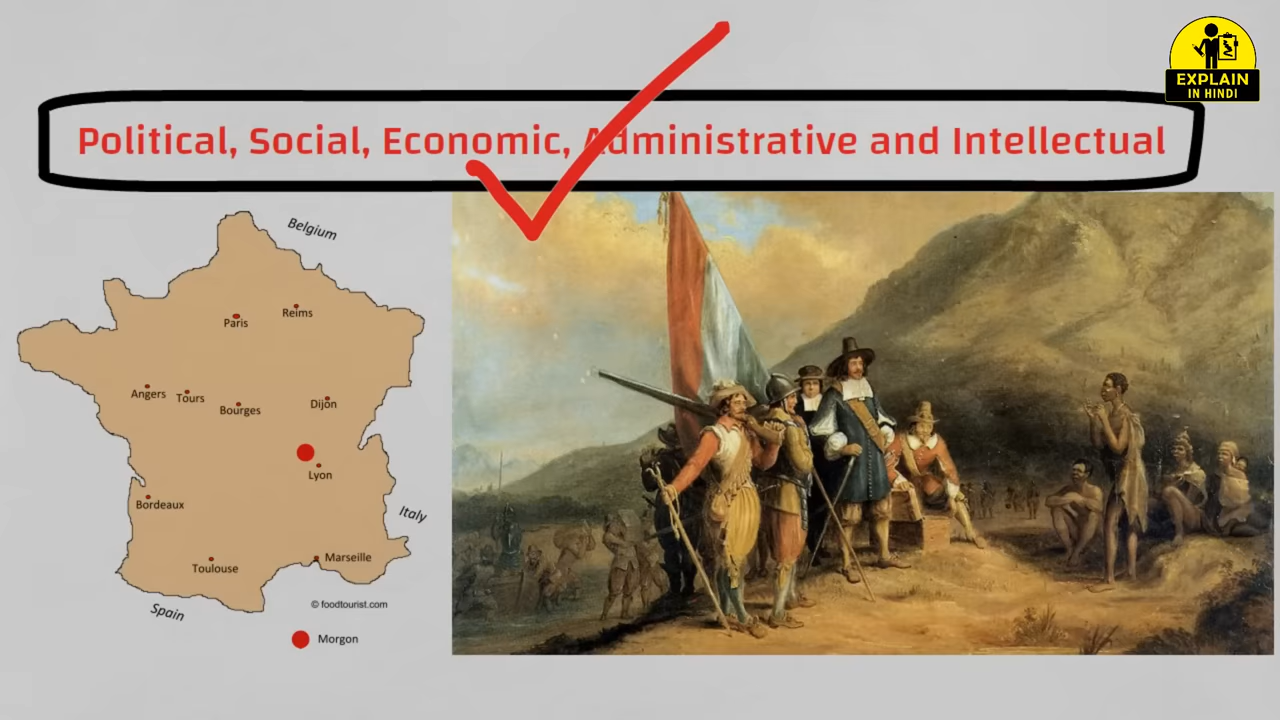 EXPLAIN
IN HINDI
Political, Social, Economic, Administrative and Intellectual
Belgium
Reims
Paris
Angers
Tours
Bourges
Dijon
Lyon
Bordeaux
Italy
Marseille
Toulouse
Spain
© foodtourist.com
Morgon